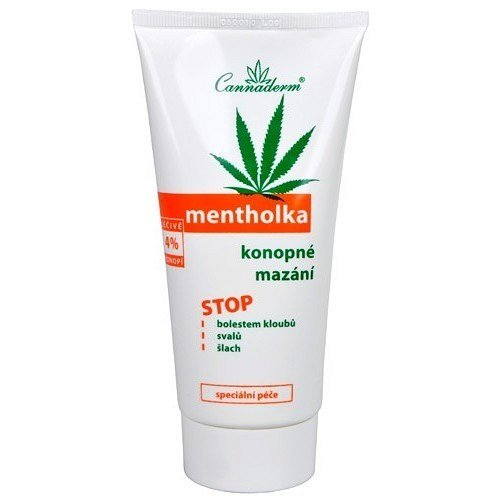 Cannaderm®
mentholka
4%
konopné
mazání
STOP
bolestem kloubů
svalů
šlach
speciální péče